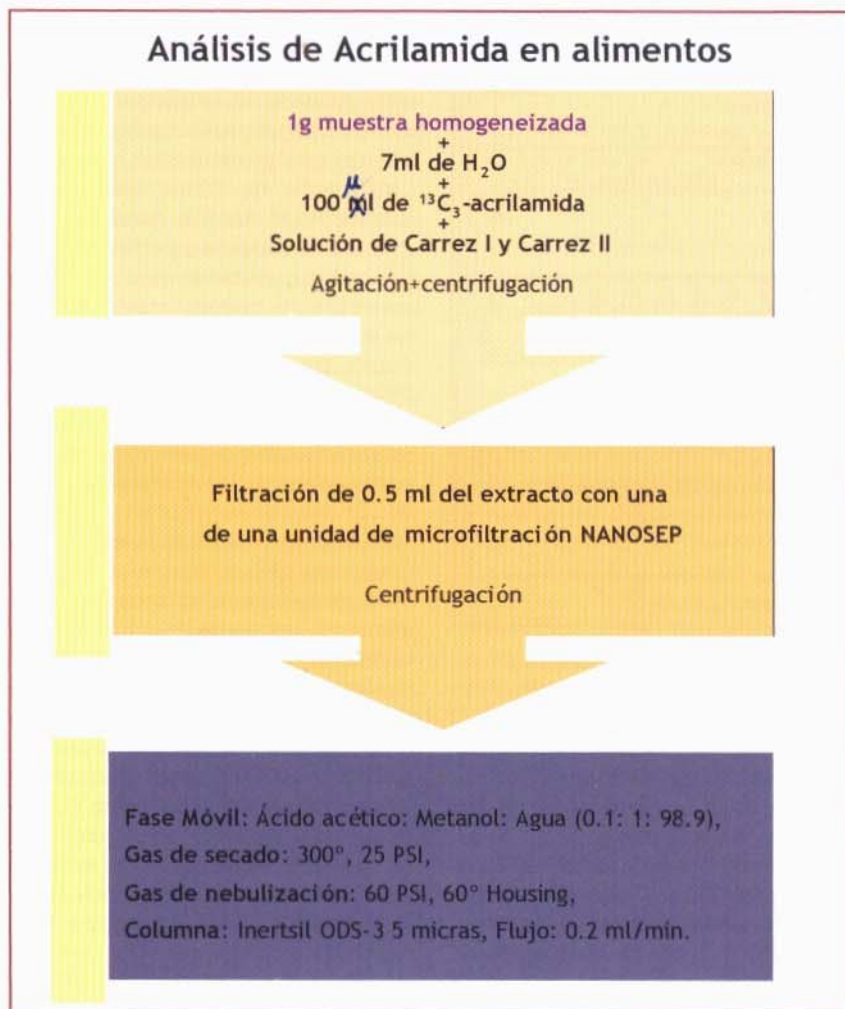 Análisis de Acrilamida en alimentos
1g muestra homogeneizada
+
7ml de H₂O
+
100 μl de ¹³C₃-acrilamida
+
Solución de Carrez I y Carrez II
Agitación+centrifugación
Filtración de 0.5 ml del extracto con una
de una unidad de microfiltración NANOSEP
Centrifugación
Fase Móvil: Ácido acético: Metanol: Agua (0.1: 1: 98.9),
Gas de secado: 300º, 25 PSI,
Gas de nebulización: 60 PSI, 60° Housing,
Columna: Inertsil ODS-3 5 micras, Flujo: 0.2 ml/min.